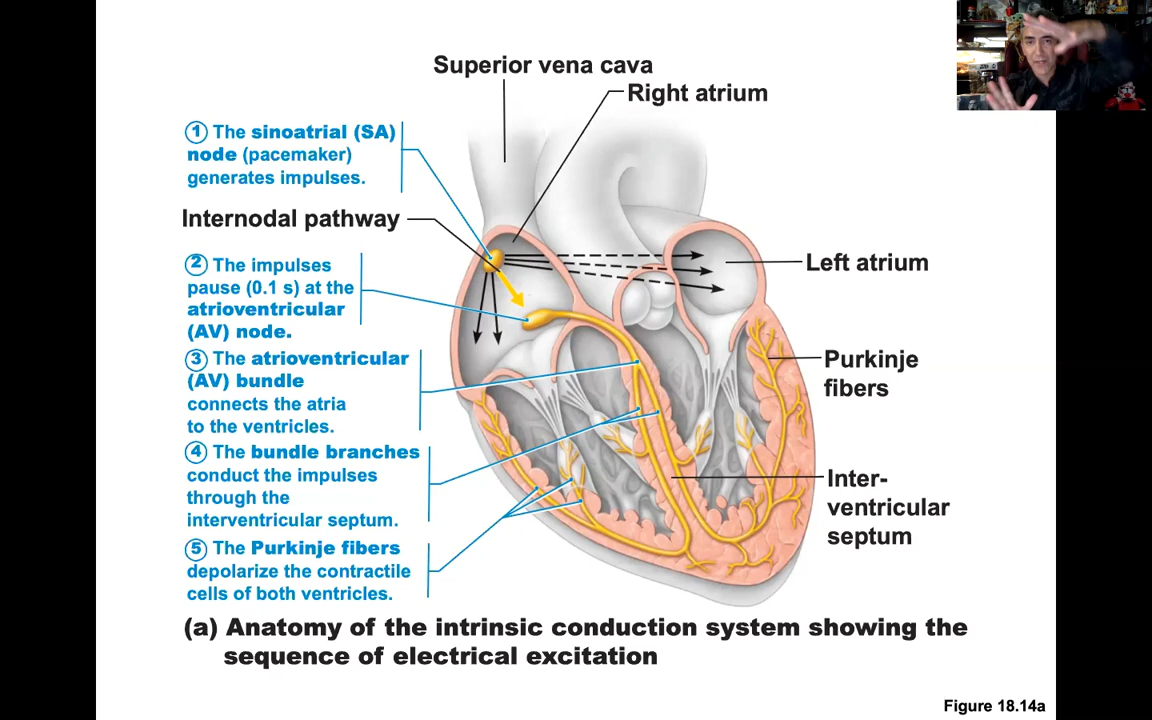 Superior vena cava
Right atrium
① The sinoatrial (SA)
node (pacemaker)
generates impulses.
Internodal pathway
② The impulses
pause (0.1 s) at the
atrioventricular
(AV) node.
Left atrium
③ The atrioventricular
(AV) bundle
connects the atria
to the ventricles.
Purkinje
fibers
④ The bundle branches
conduct the impulses
through the
interventricular septum.
Inter-
ventricular
septum
⑤ The Purkinje fibers
depolarize the contractile
cells of both ventricles.
(a) Anatomy of the intrinsic conduction system showing the
sequence of electrical excitation
Figure 18.14a